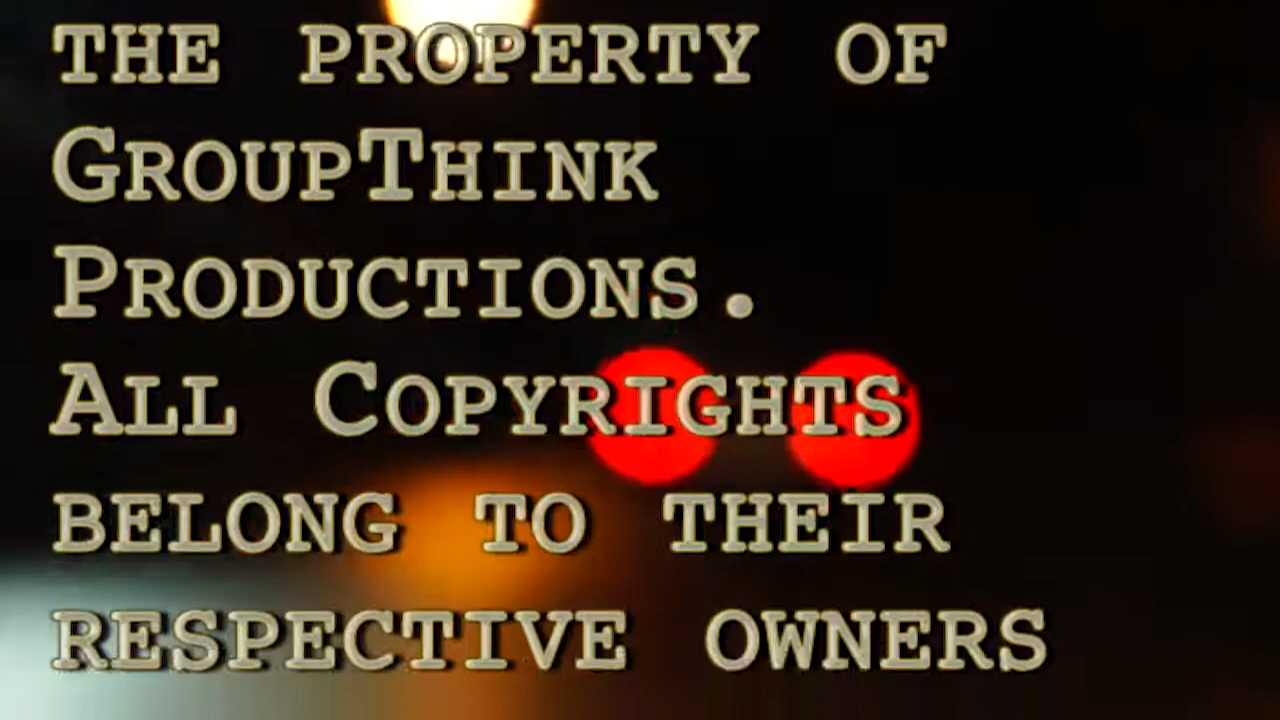 THE PROPERTY OF
GROUPTHINK
PRODUCTIONS.
ALL COPYRIGHTS
BELONG TO THEIR
RESPECTIVE OWNERS